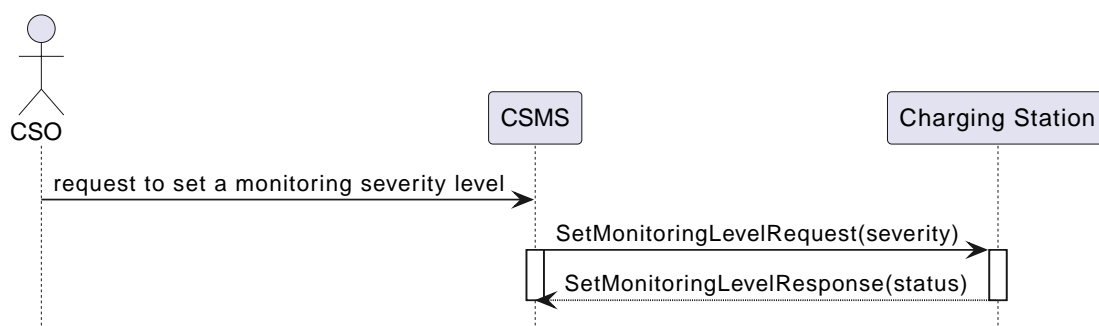 CSO
CSMS
Charging Station
request to set a monitoring severity level
SetMonitoringLevelRequest(severity)
SetMonitoringLevelResponse(status)